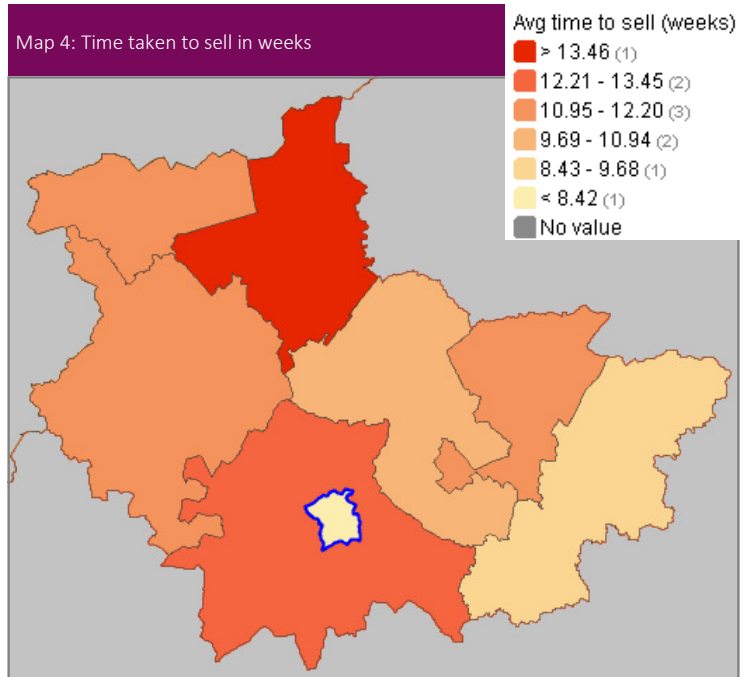 Map 4: Time taken to sell in weeks
Avg time to sell (weeks)
> 13.46 (1)
12.21 - 13.45 (2)
10.95 - 12.20 (3)
9.69 - 10.94 (2)
8.43 - 9.68 (1)
< 8.42 (1)
No value